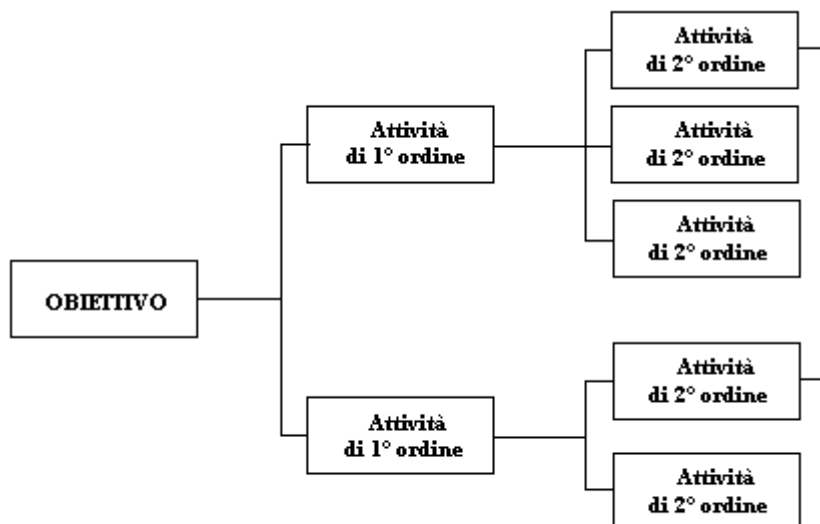 Attività
di 2° ordine
Attività
di 1° ordine
Attività
di 2° ordine
Attività
di 2° ordine
OBIETTIVO
Attività
di 2° ordine
Attività
di 1° ordine
Attività
di 2° ordine